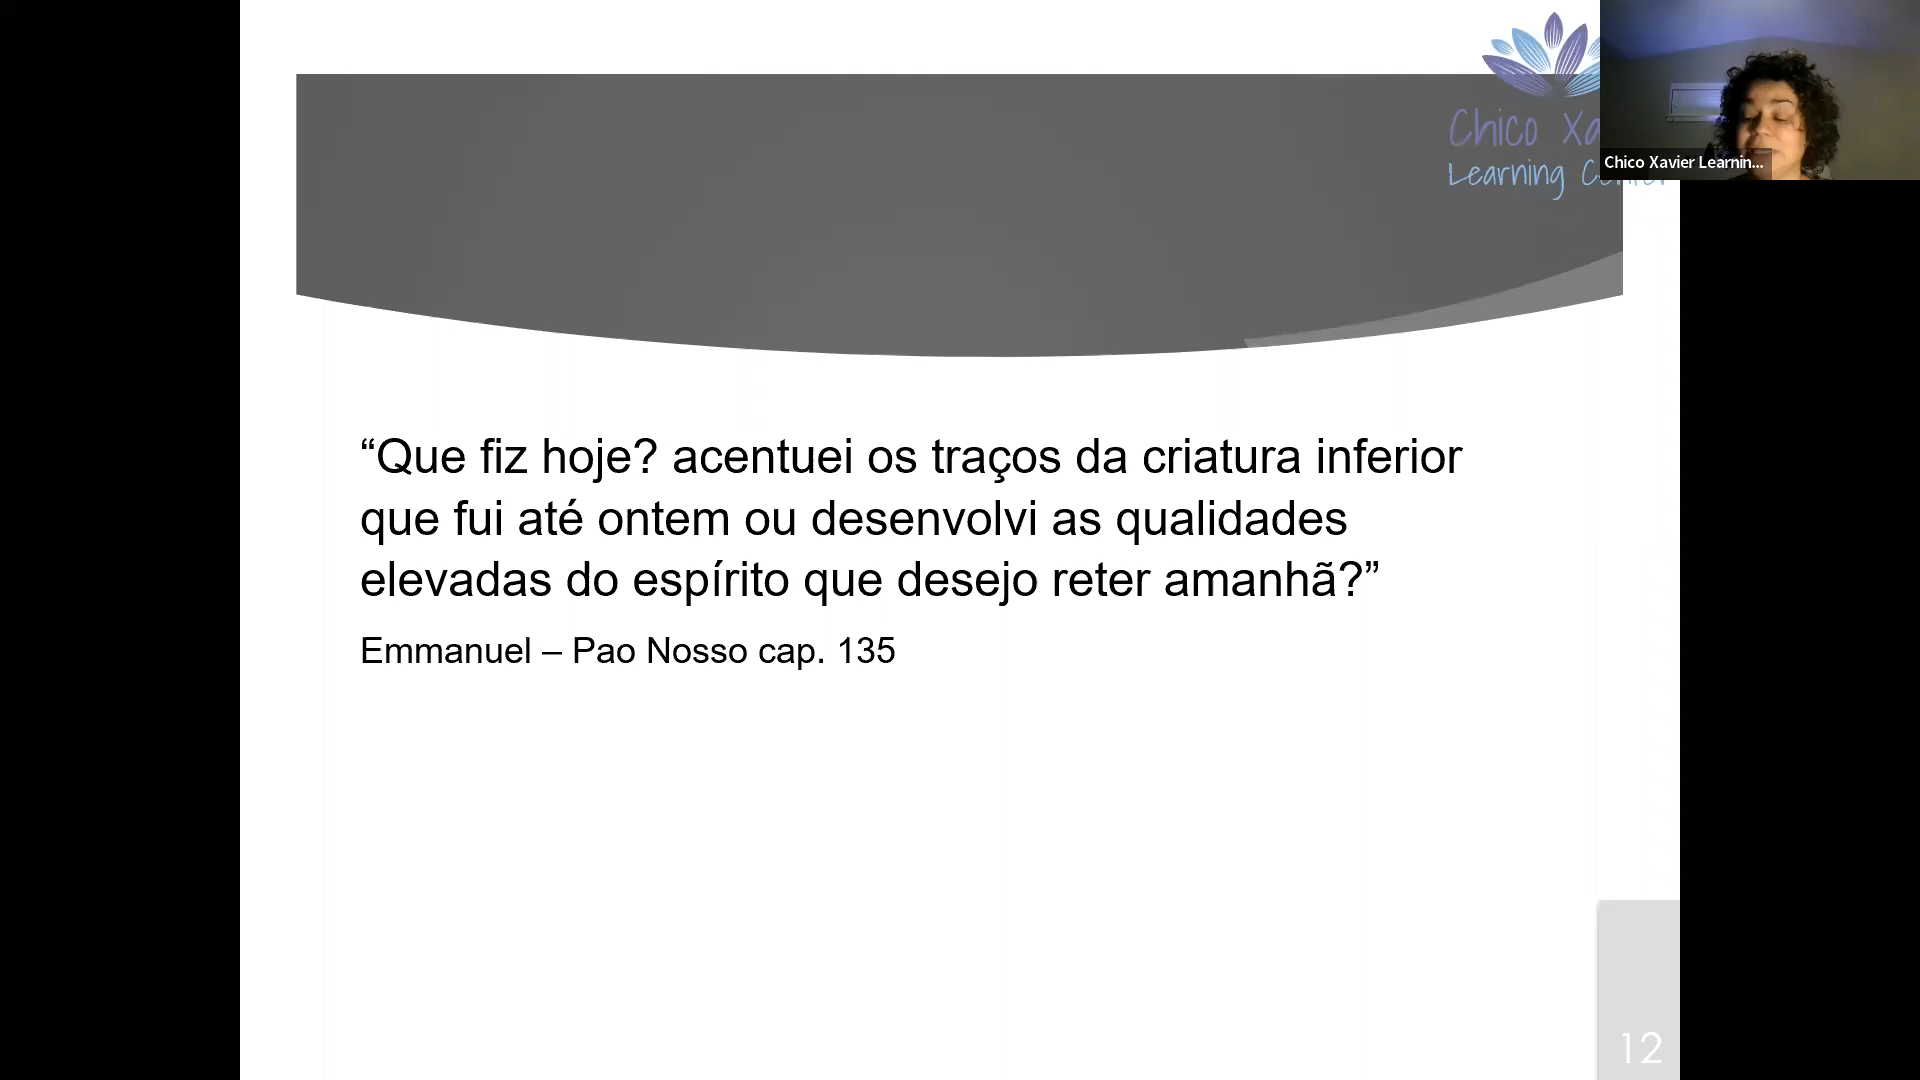 Chico Xa
Learning Center
Chico Xavier Learnin...
“Que fiz hoje? acentuei os traços da criatura inferior
que fui até ontem ou desenvolvi as qualidades
elevadas do espírito que desejo reter amanhã?”
Emmanuel – Pao Nosso cap. 135
12